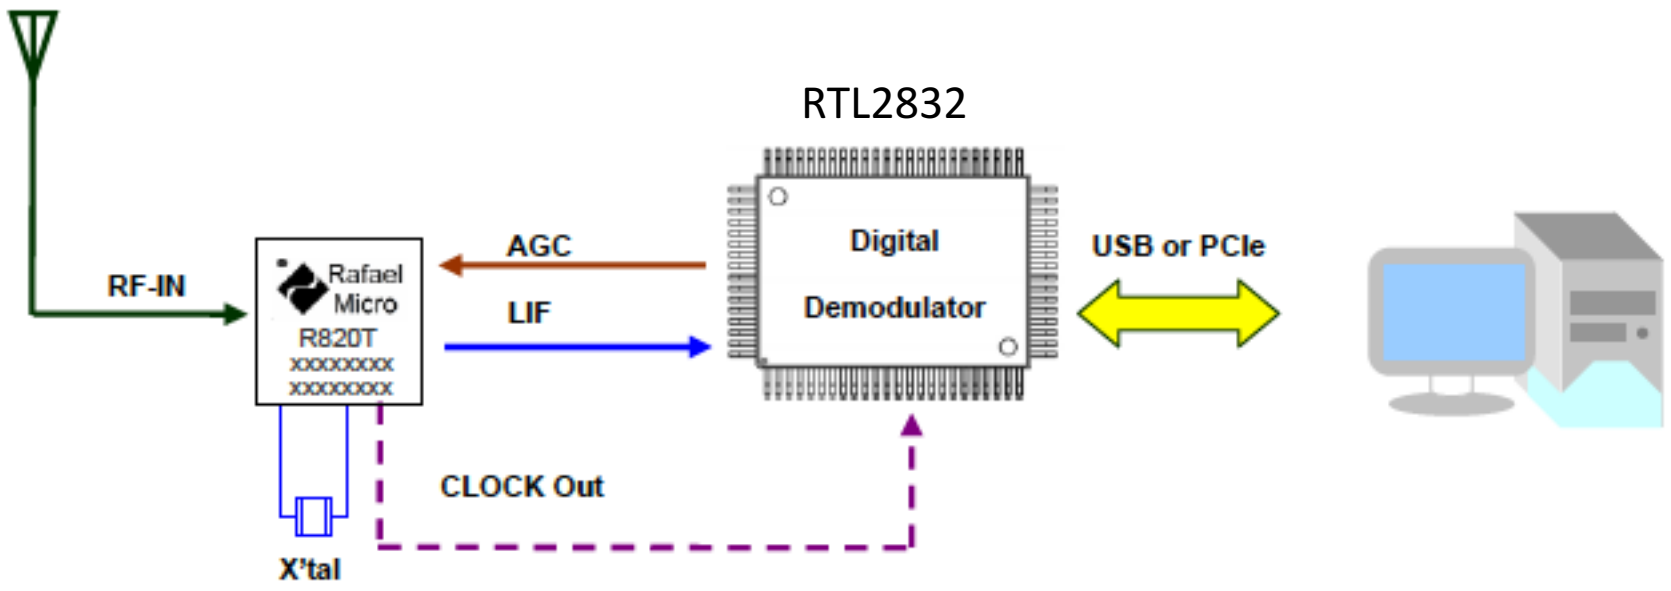 RTL2832
Digital
Demodulator
AGC
LIF
USB or PCIe
RF-IN
Rafael
Micro
R820T
xxxxxxxx
xxxxxxxx
CLOCK Out
X'tal